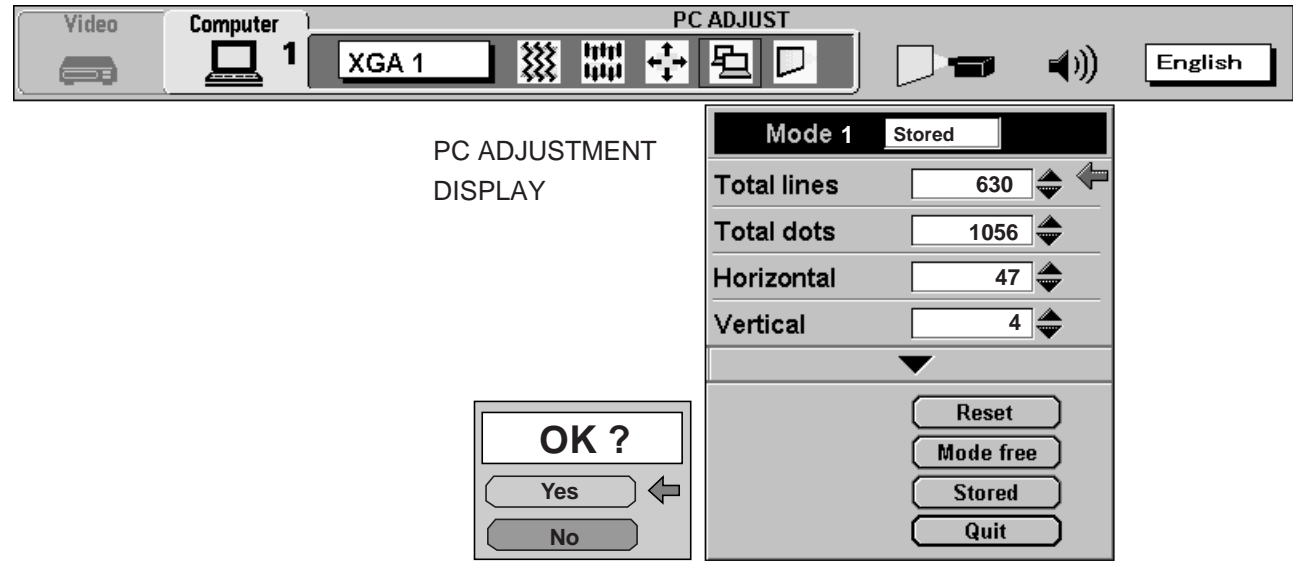 Video
Computer
1
PC ADJUST
XGA 1
English
PC ADJUSTMENT
DISPLAY
Mode 1 Stored
Total lines 630
Total dots 1056
Horizontal 47
Vertical 4
Reset
Mode free
Stored
Quit
OK ?
Yes
No